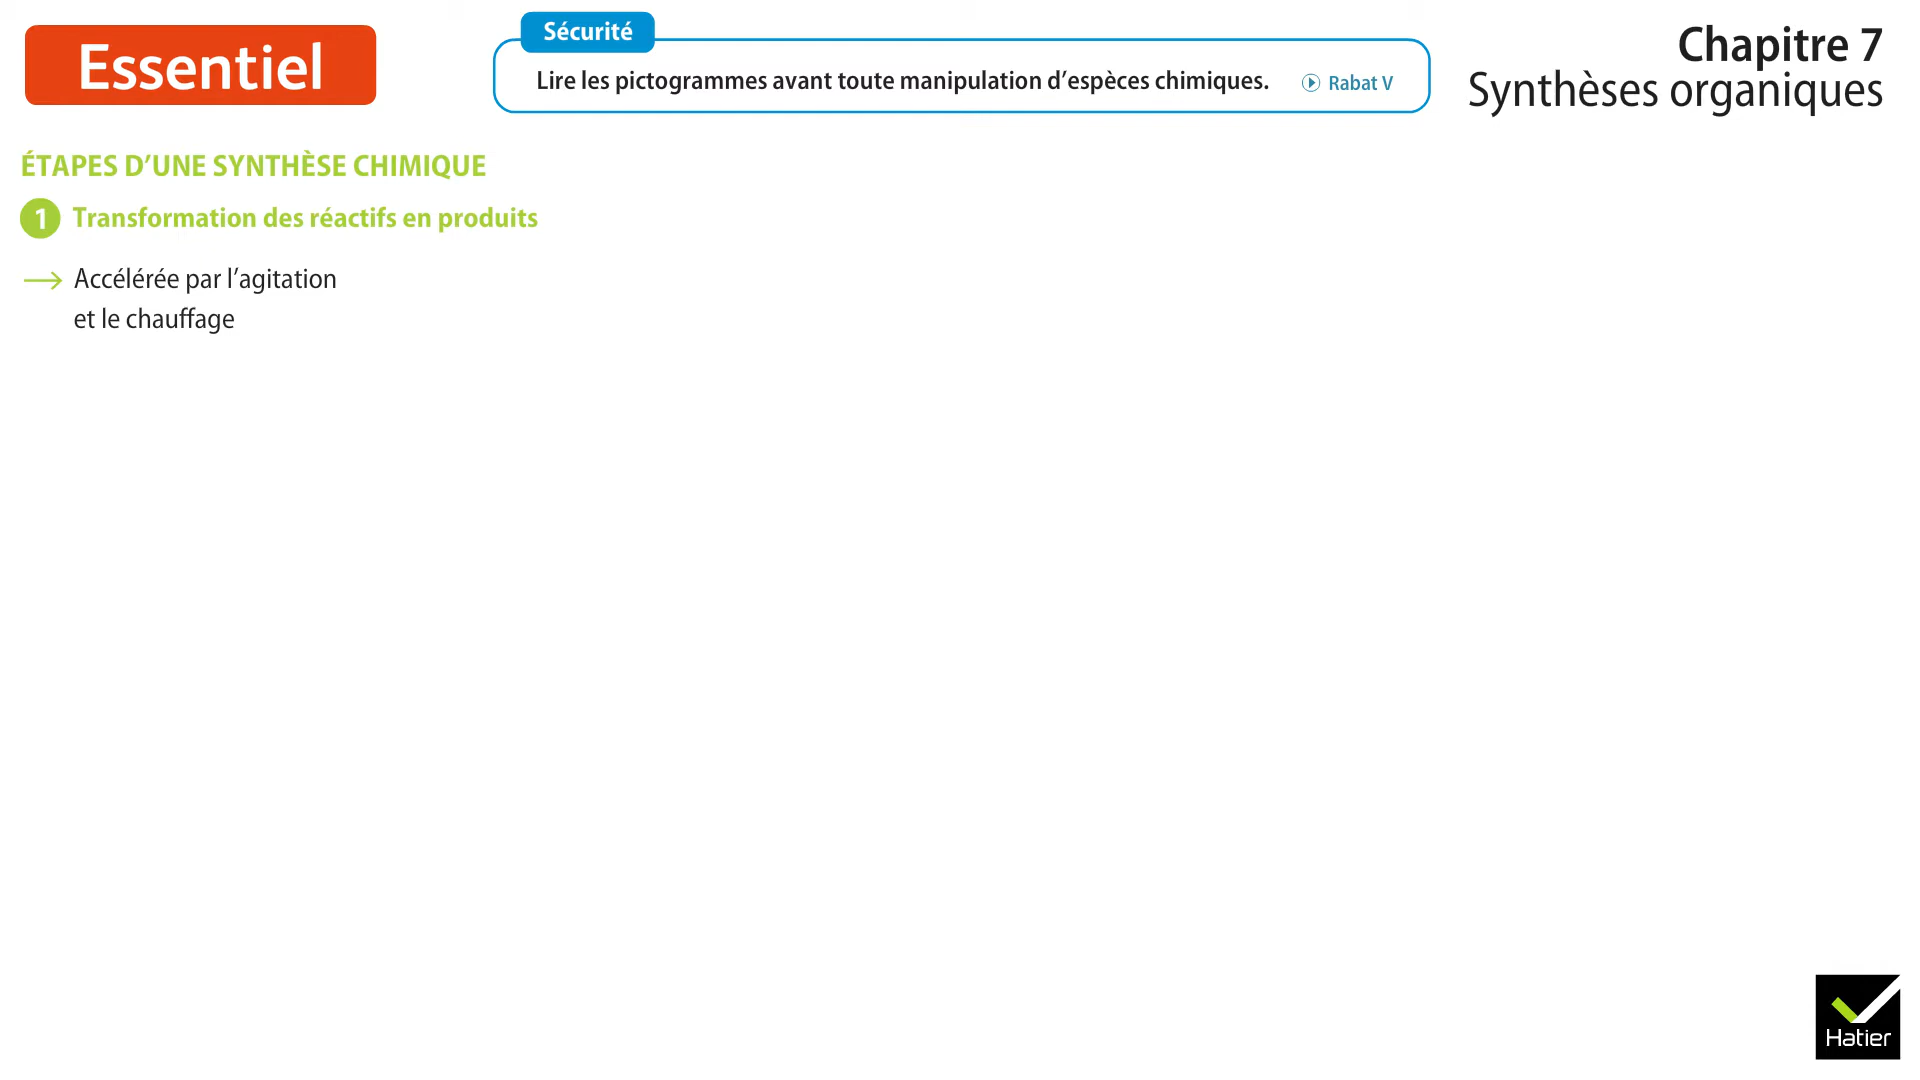 Essentiel
Sécurité
Lire les pictogrammes avant toute manipulation d’espèces chimiques. Rabat V
Chapitre 7
Synthèses organiques
ÉTAPES D’UNE SYNTHÈSE CHIMIQUE
1 Transformation des réactifs en produits
→ Accélérée par l’agitation
et le chauffage
Hatier